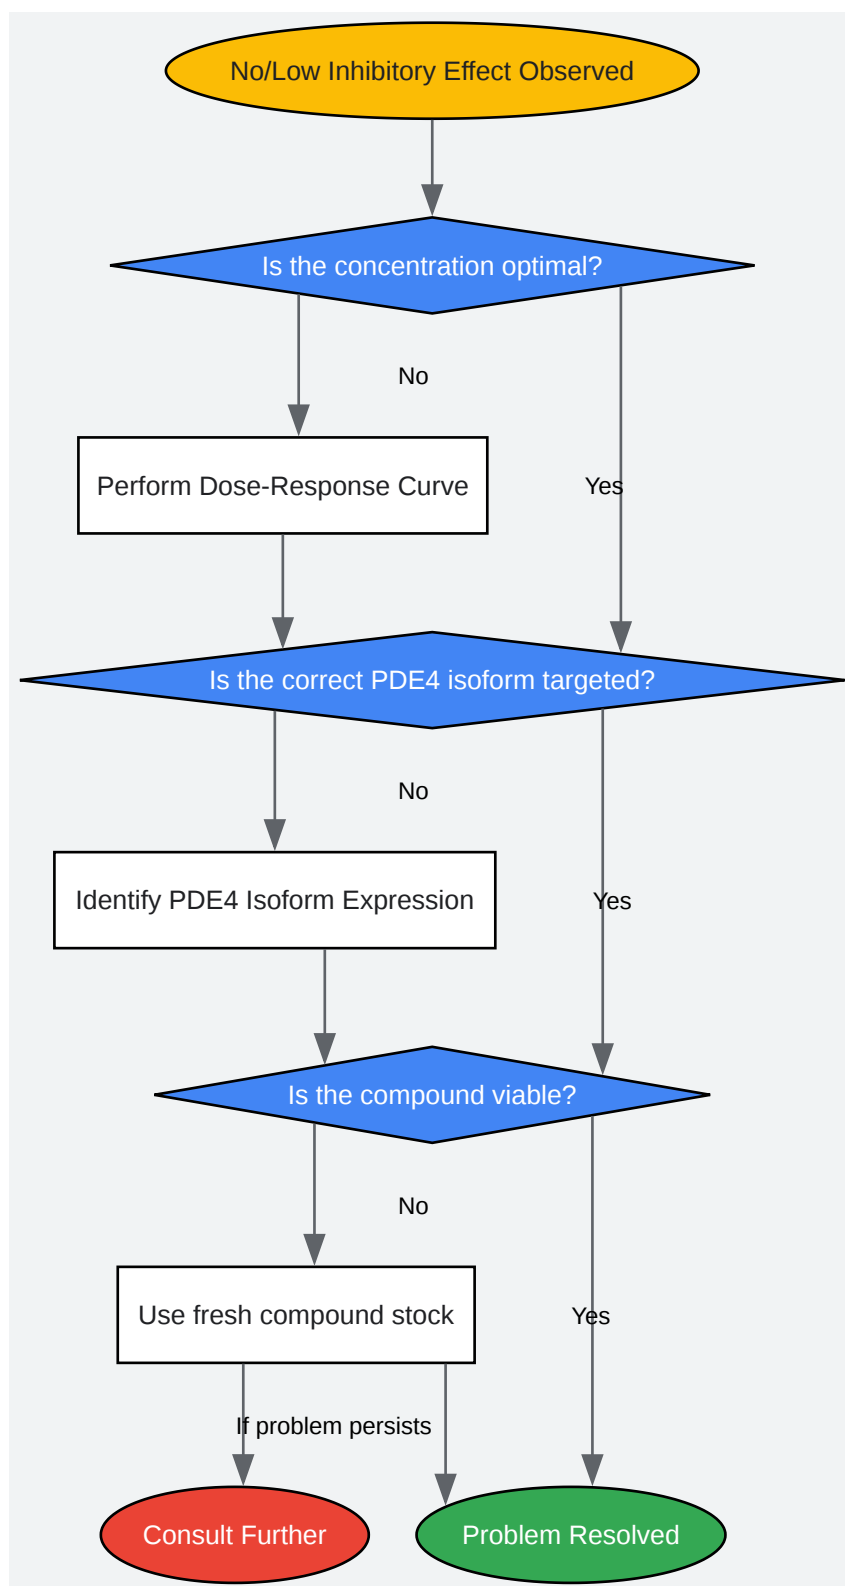 No/Low Inhibitory Effect Observed
Is the concentration optimal?
No
Perform Dose-Response Curve
Yes
Is the correct PDE4 isoform targeted?
No
Identify PDE4 Isoform Expression
Yes
Is the compound viable?
No
Use fresh compound stock
Yes
If problem persists
Consult Further
Problem Resolved